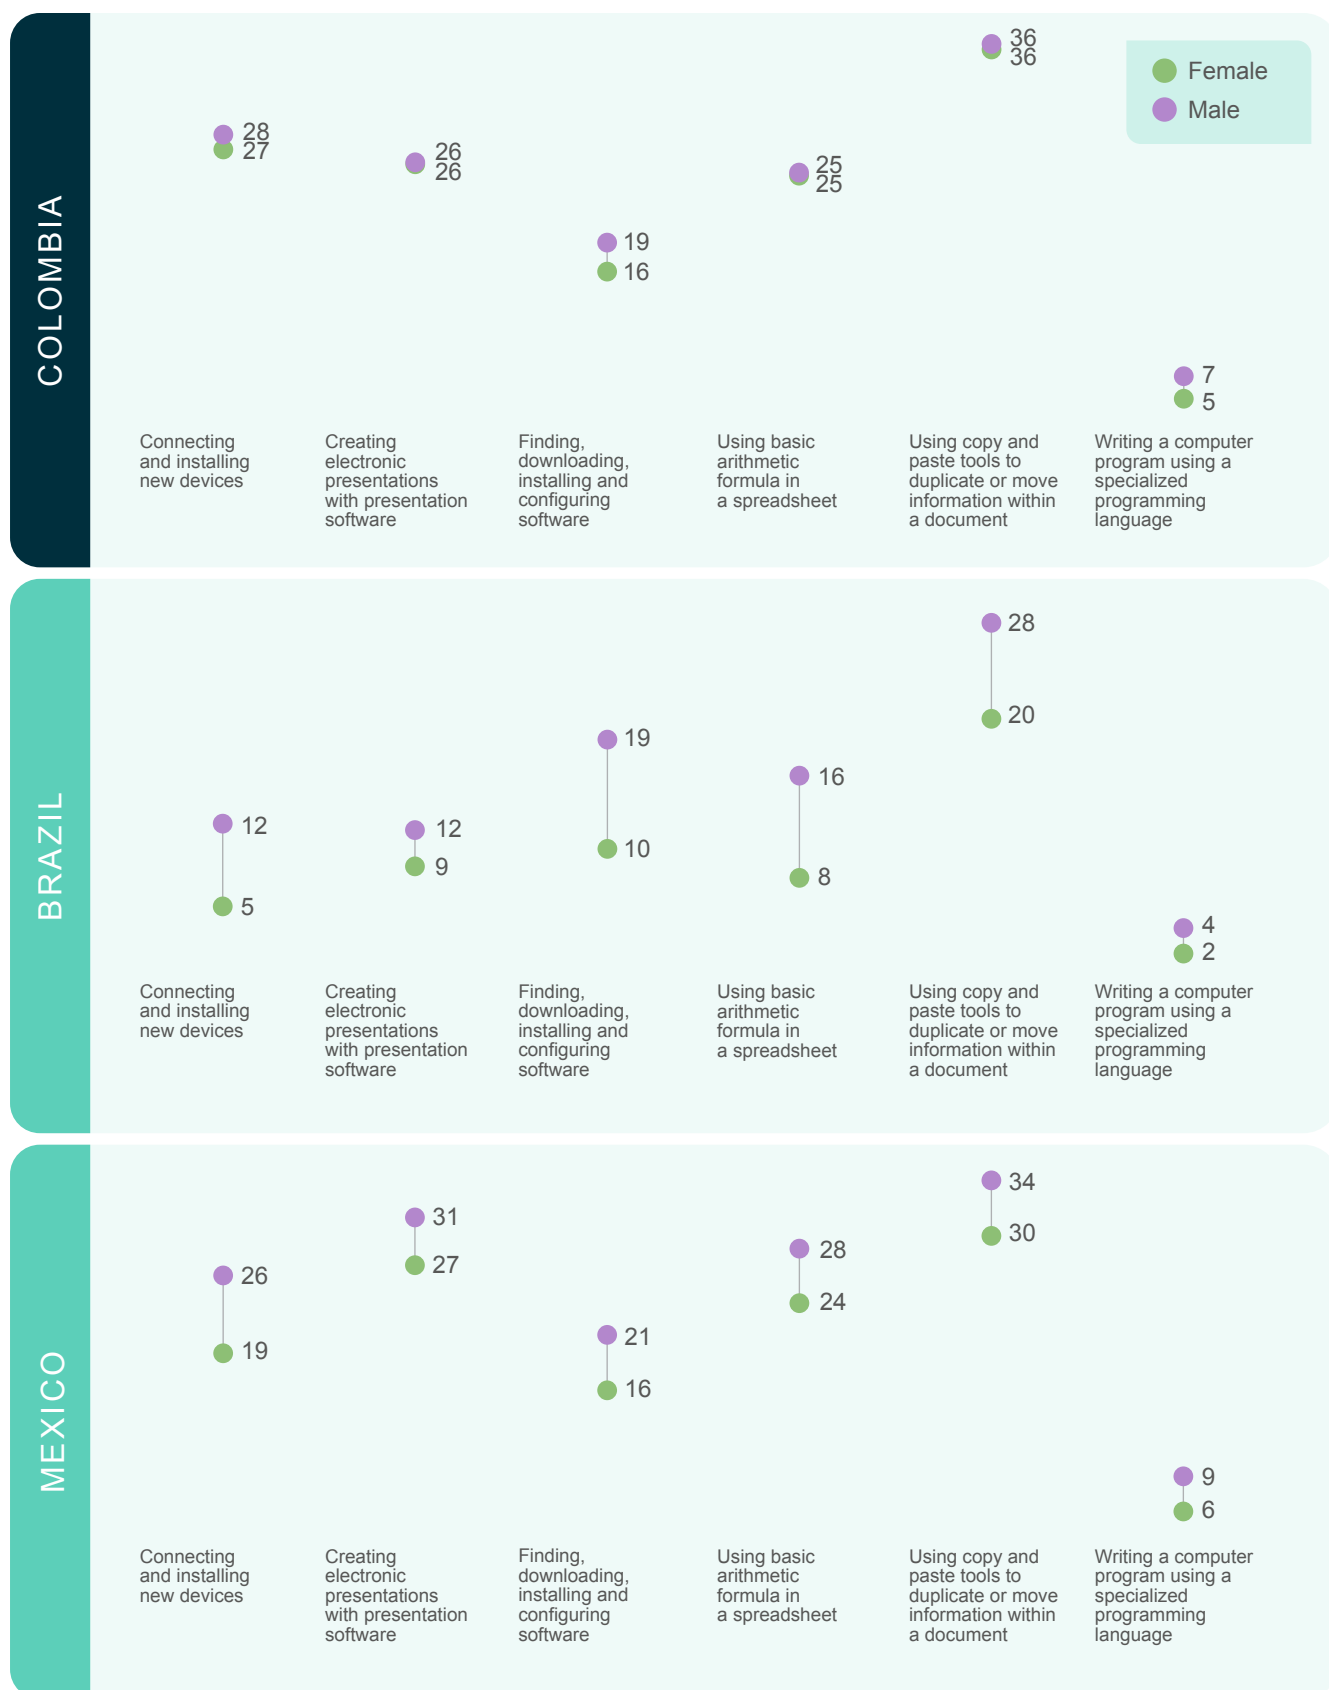 COLOMBIA
Female
Male
28
27
26
26
19
16
25
25
36
36
7
5
Connecting
and installing
new devices
Creating
electronic
presentations
with presentation
software
Finding,
downloading,
installing and
configuring
software
Using basic
arithmetic
formula in
a spreadsheet
Using copy and
paste tools to
duplicate or move
information within
a document
Writing a computer
program using a
specialized
programming
language
BRAZIL
12
5
12
9
19
10
16
8
28
20
4
2
Connecting
and installing
new devices
Creating
electronic
presentations
with presentation
software
Finding,
downloading,
installing and
configuring
software
Using basic
arithmetic
formula in
a spreadsheet
Using copy and
paste tools to
duplicate or move
information within
a document
Writing a computer
program using a
specialized
programming
language
MEXICO
26
19
31
27
21
16
28
24
34
30
9
6
Connecting
and installing
new devices
Creating
electronic
presentations
with presentation
software
Finding,
downloading,
installing and
configuring
software
Using basic
arithmetic
formula in
a spreadsheet
Using copy and
paste tools to
duplicate or move
information within
a document
Writing a computer
program using a
specialized
programming
language